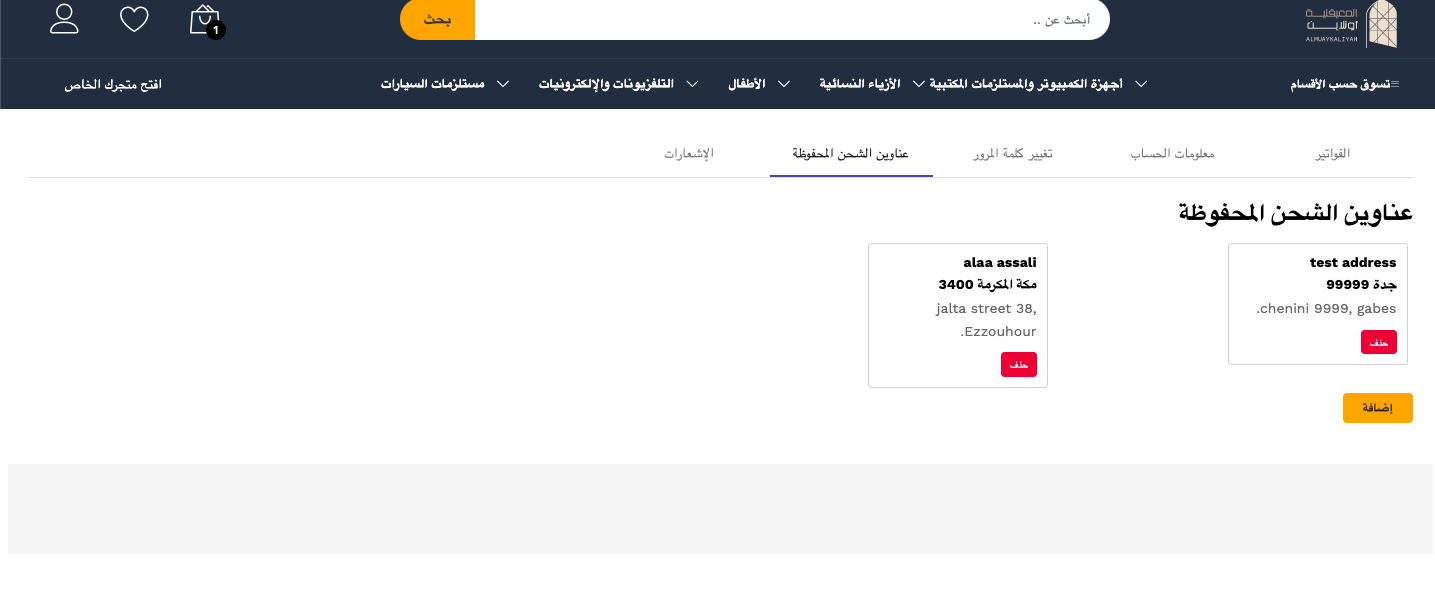 المعيقلية
أونلاين
ALMUAYKALIYAH
أبحث عن ..
بحث
1
تسوق حسب الأقسام
أجهزة الكمبيوتر والمستلزمات المكتبية
الأزياء النسائية
الأطفال
التلفزيونات والإلكترونيات
مستلزمات السيارات
افتح متجرك الخاص
الفواتير
معلومات الحساب
تغيير كلمة المرور
عناوين الشحن المحفوظة
الإشعارات
عناوين الشحن المحفوظة
test address
جدة 99999
chenini 9999, gabes.
حذف
alaa assali
مكة المكرمة 3400
jalta street 38,
Ezzouhour.
حذف
إضافة